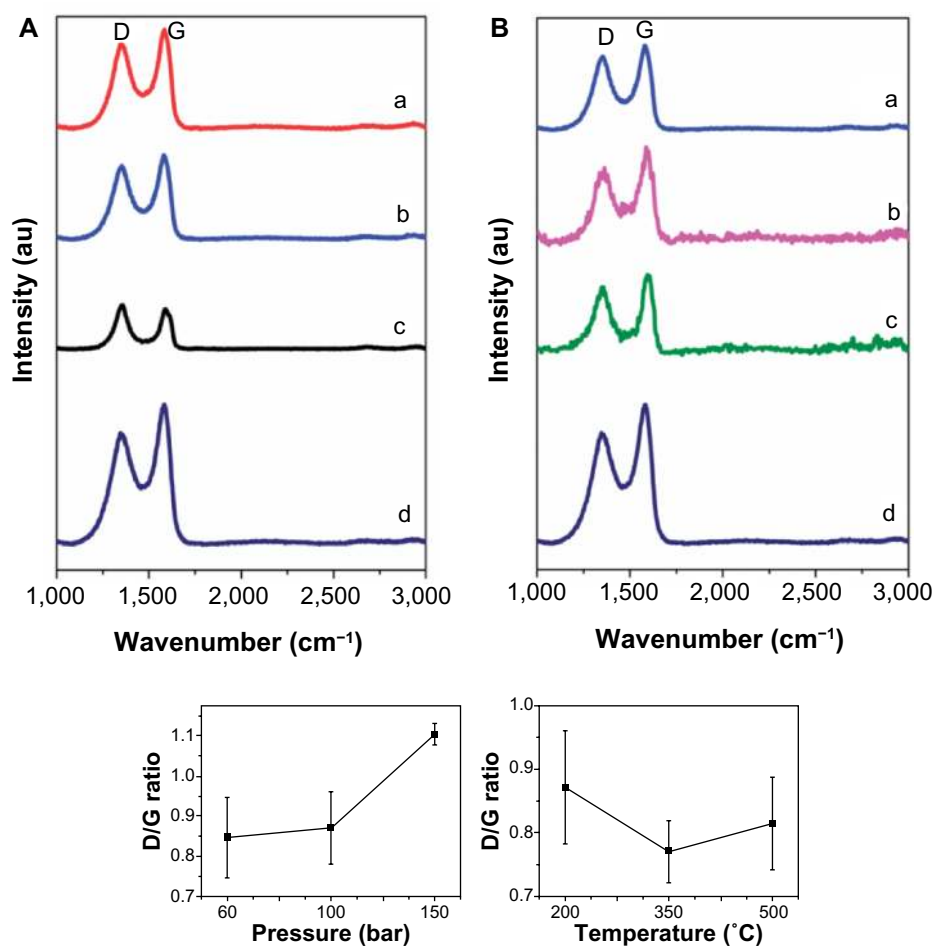 A
D
G
a
b
c
d
Intensity (au)
1,000 1,500 2,000 2,500 3,000
Wavenumber (cm⁻¹)
B
D
G
a
b
c
d
Intensity (au)
1,000 1,500 2,000 2,500 3,000
Wavenumber (cm⁻¹)
D/G ratio
1.1
1.0
0.9
0.8
0.7
60 100 150
Pressure (bar)
D/G ratio
1.0
0.9
0.8
0.7
200 350 500
Temperature (˚C)